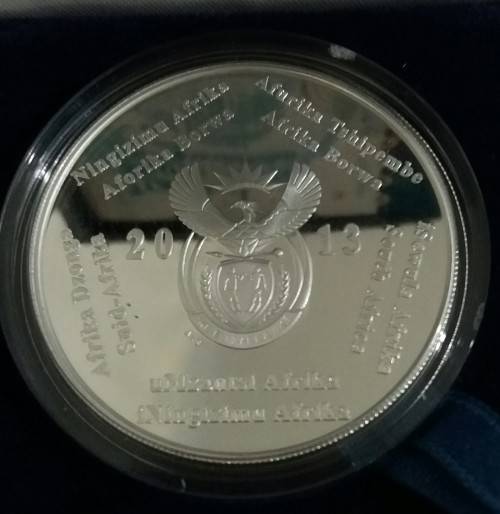 Ningizimu Afrika
Aforika Borwa
Afurika Tshipembe
Afrika Borwa
20 13
Afrika Dzonga
Suid-Afrika
South Africa
uMzantsi Afrika
iNingizimu Afrika